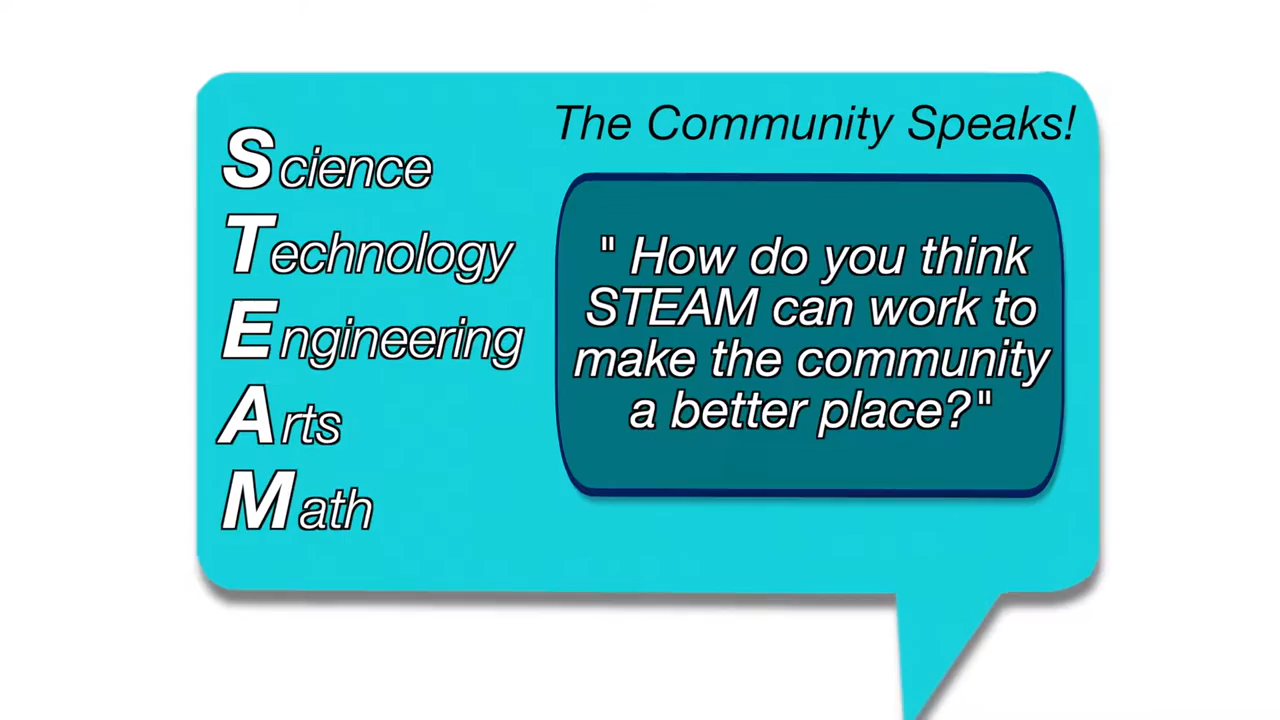 Science
Technology
Engineering
Arts
Math
The Community Speaks!
" How do you think
STEAM can work to
make the community
a better place?"